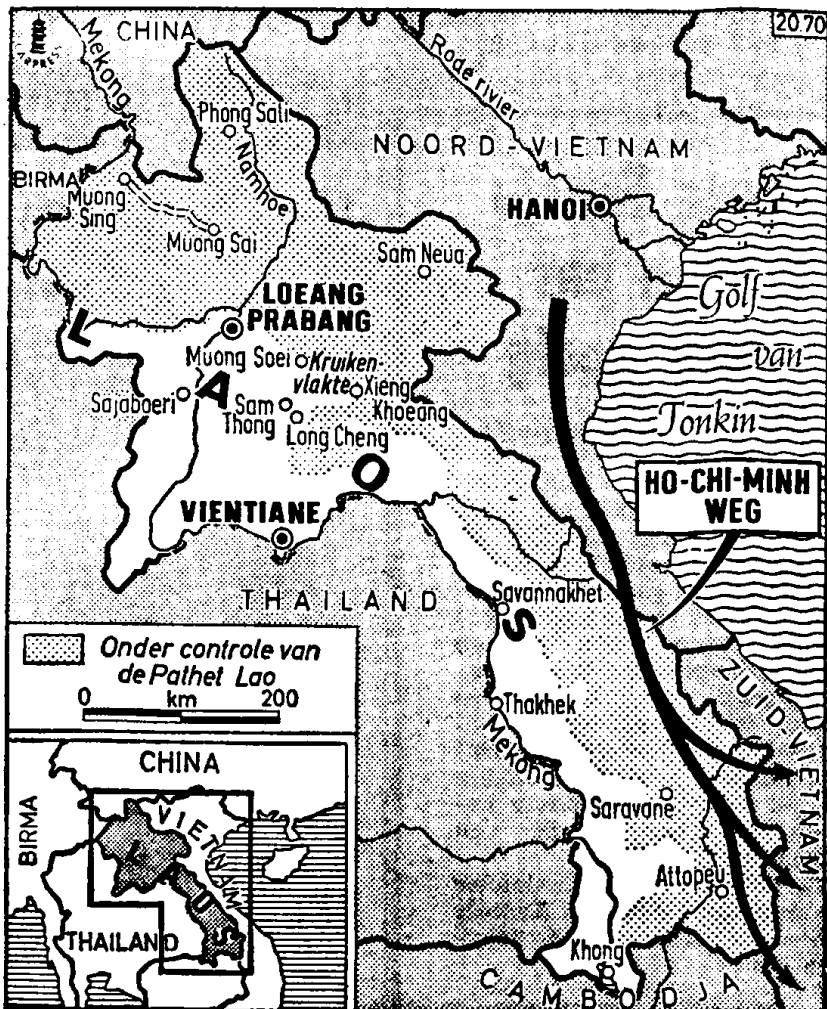 20.70
CHINA
Mekong
Rode rivier
Phong Sali
Namhoe
NOORD-VIETNAM
BIRMA
Muong
Sing
HANOI
Muong Sai
Sam Neua
LOEANG
PRABANG
Golf
van
Tonkin
Muong Soei
Kruiken-
vlakte
Xieng
Khoeang
Sajaboeri
Sam
Thong
Long Cheng
LAOS
HO-CHI-MINH
WEG
VIENTIANE
THAILAND
Savannakhet
Onder controle van
de Pathet Lao
0 km 200
Thakhek
Mekong
ZUID-VIETNAM
Saravane
Attopeu
Khong
CAMBODJA
CHINA
BIRMA
VIETNAM
LAOS
THAILAND